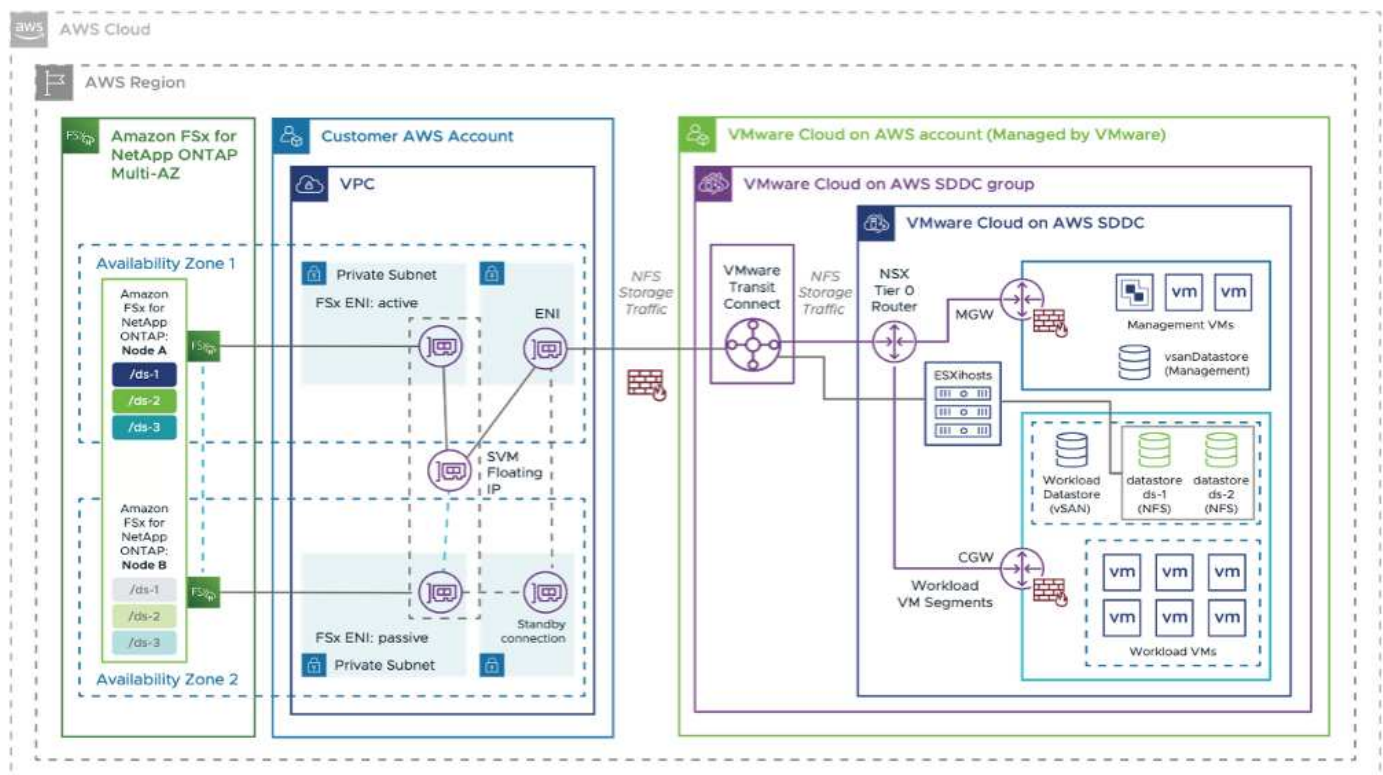 aws
AWS Cloud
AWS Region
FSx
Amazon FSx for
NetApp ONTAP
Multi-AZ
Customer AWS Account
VPC
Availability Zone 1
Amazon
FSx for
NetApp
ONTAP:
Node A
/ds-1
/ds-2
/ds-3
FSx
Private Subnet
FSx ENI: active
ENI
SVM
Floating
IP
Amazon
FSx for
NetApp
ONTAP:
Node B
/ds-1
/ds-2
/ds-3
FSx
FSx ENI: passive
Private Subnet
Standby
connection
Availability Zone 2
NFS
Storage
Traffic
VMware Cloud on AWS account (Managed by VMware)
VMware Cloud on AWS SDDC group
VMware
Transit
Connect
NFS
Storage
Traffic
VMware Cloud on AWS SDDC
NSX
Tier 0
Router
MGW
vm
vm
Management VMs
vsanDatastore
(Management)
ESXihosts
Workload
Datastore
(vSAN)
datastore
ds-1
(NFS)
datastore
ds-2
(NFS)
CGW
Workload
VM Segments
vm
vm
vm
vm
vm
vm
Workload VMs